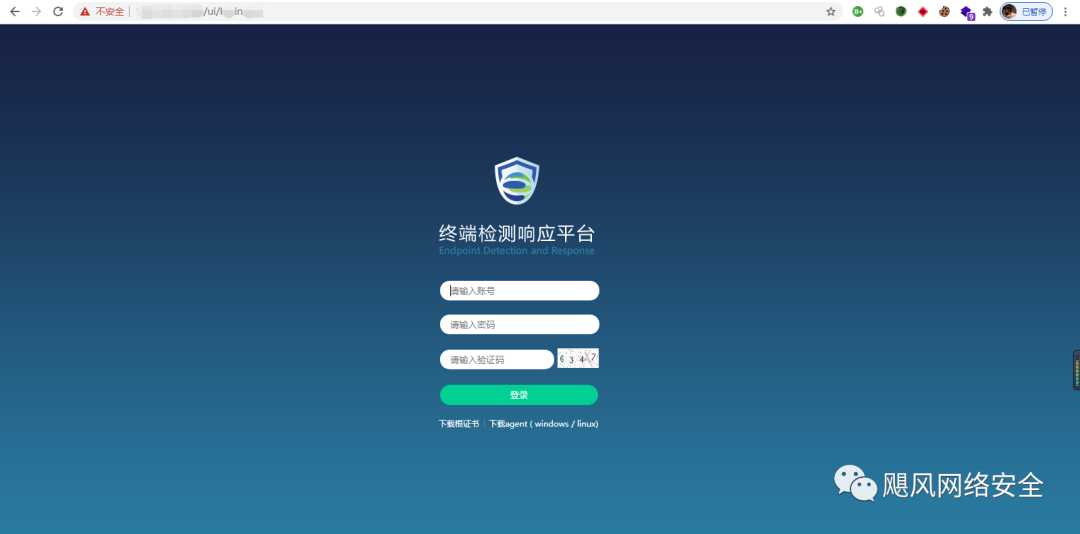 不安全
/ui/l in
9
已暂停
终端检测响应平台
Endpoint Detection and Response
请输入账号
请输入密码
请输入验证码
6 3 4 7
登录
下载根证书 | 下载agent ( windows / linux)
飓风网络安全